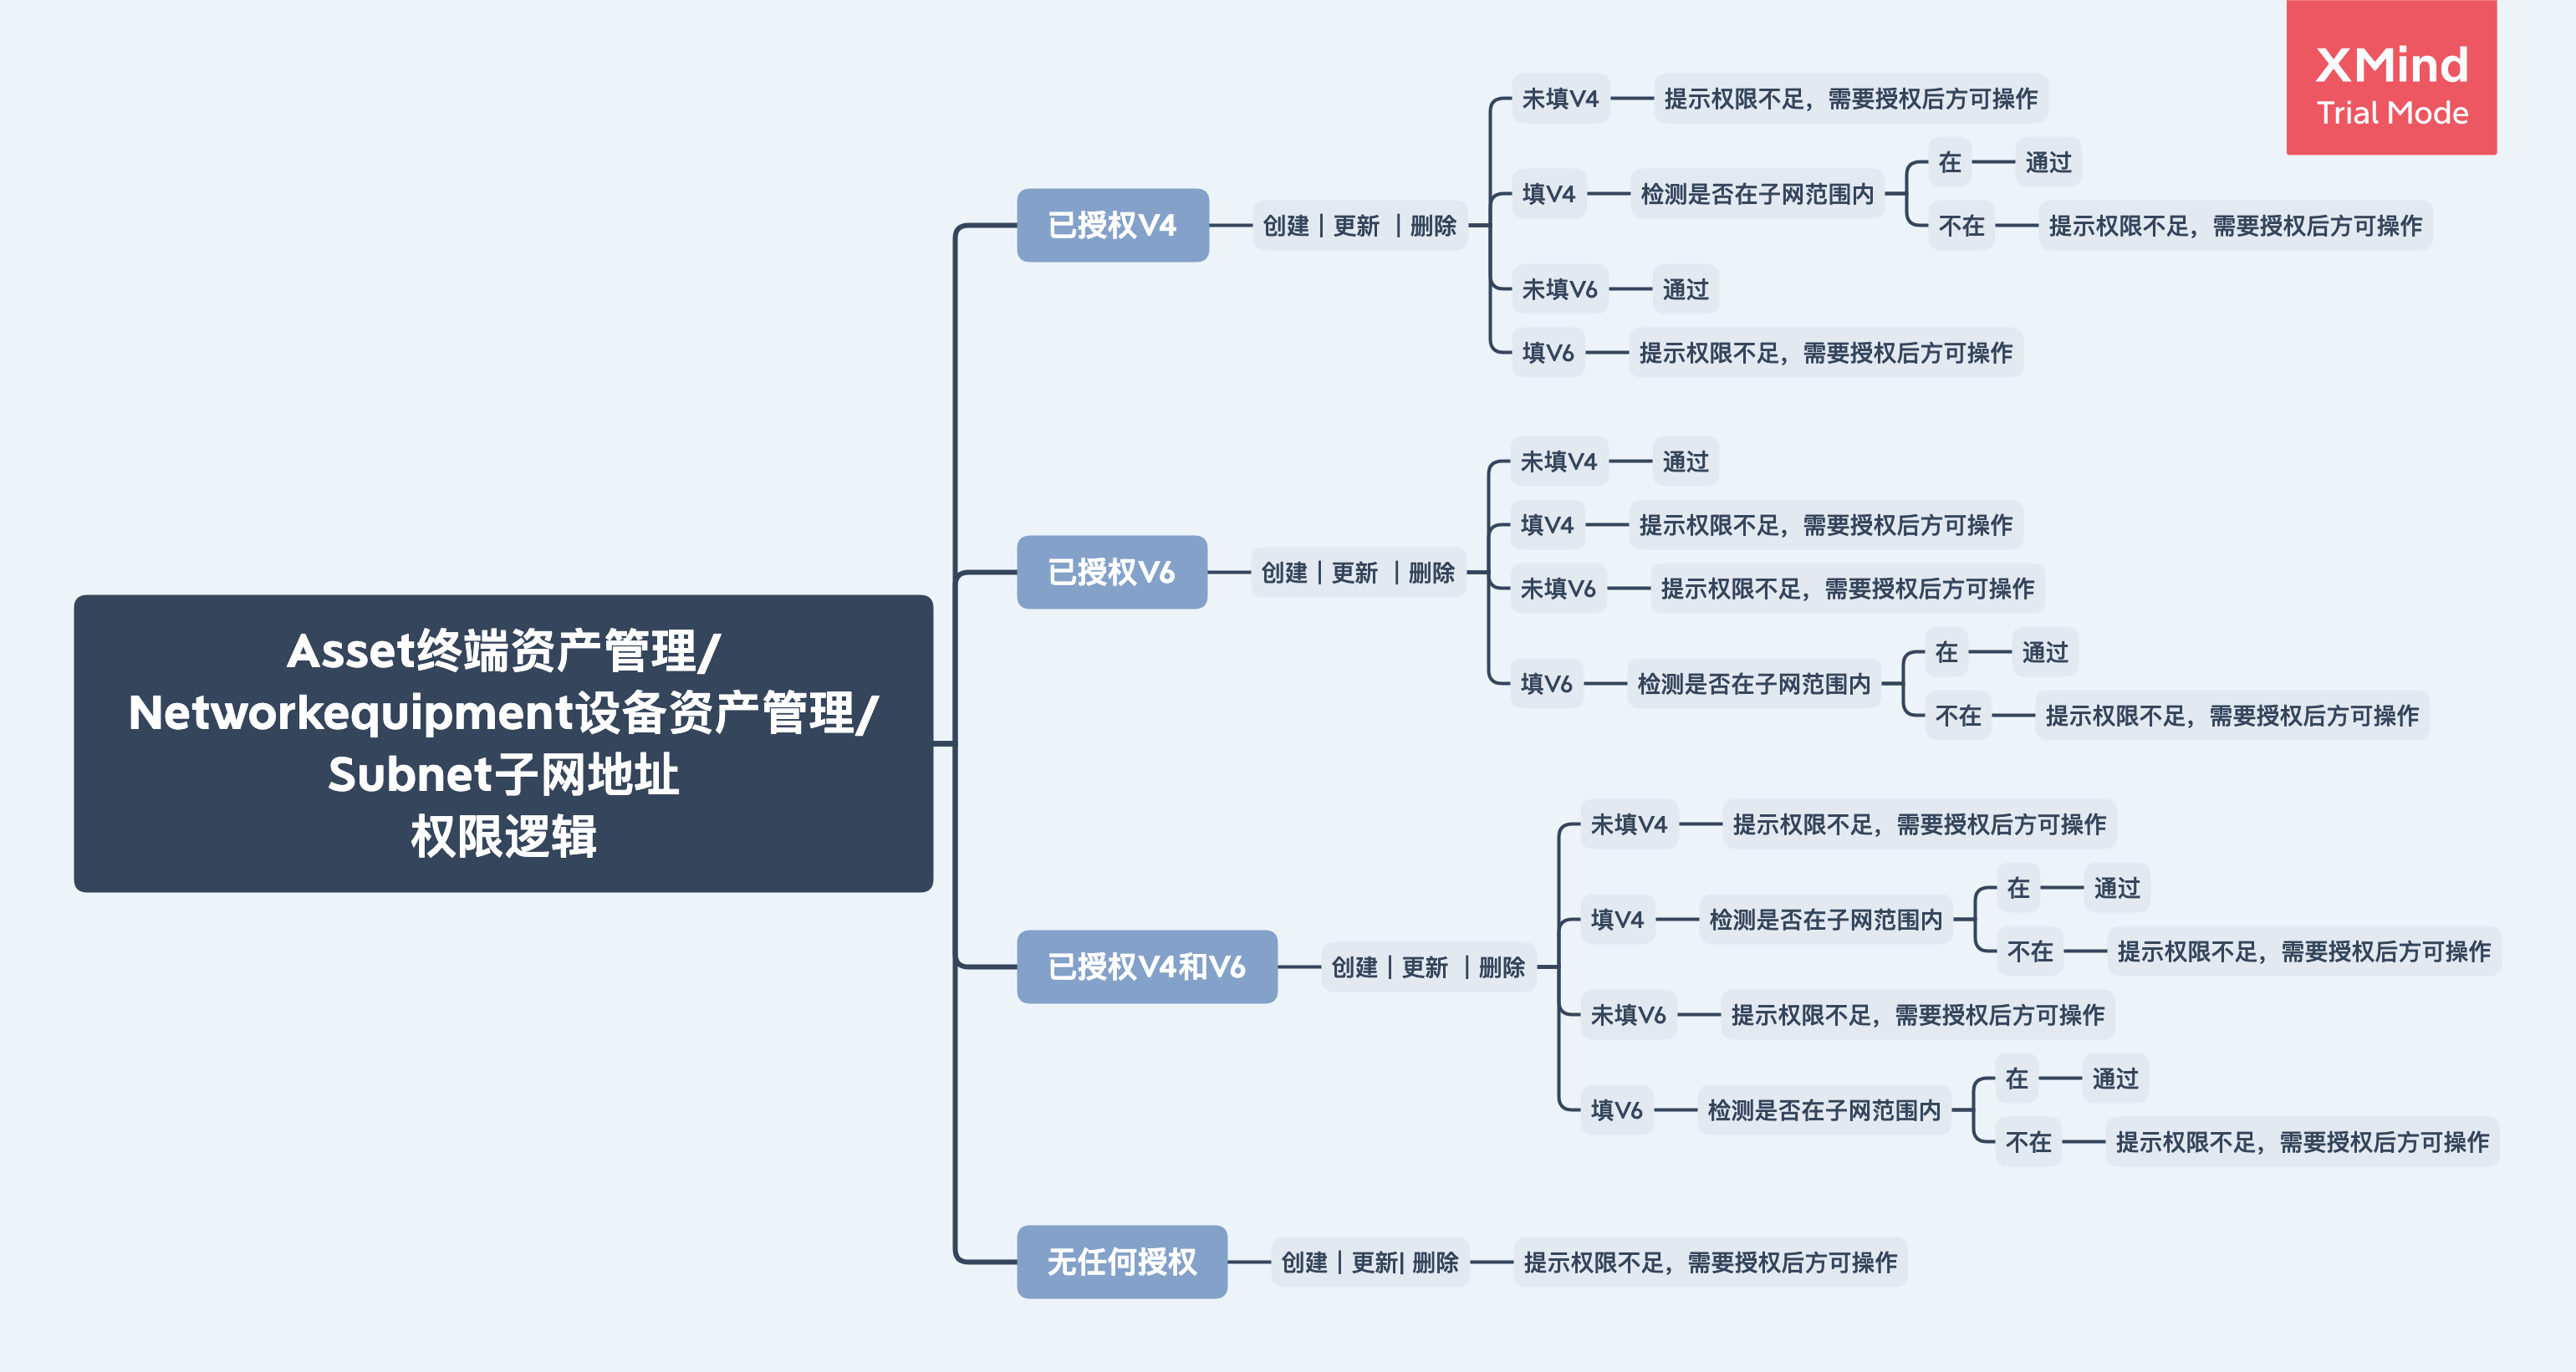 XMind
Trial Mode
Asset终端资产管理/
Networkequipment设备资产管理/
Subnet子网地址
权限逻辑
已授权V4
创建｜更新 ｜删除
未填V4
提示权限不足，需要授权后方可操作
填V4
检测是否在子网范围内
在
通过
不在
提示权限不足，需要授权后方可操作
未填V6
通过
填V6
提示权限不足，需要授权后方可操作
已授权V6
创建｜更新 ｜删除
未填V4
通过
填V4
提示权限不足，需要授权后方可操作
未填V6
提示权限不足，需要授权后方可操作
填V6
检测是否在子网范围内
在
通过
不在
提示权限不足，需要授权后方可操作
已授权V4和V6
创建｜更新 ｜删除
未填V4
提示权限不足，需要授权后方可操作
填V4
检测是否在子网范围内
在
通过
不在
提示权限不足，需要授权后方可操作
未填V6
提示权限不足，需要授权后方可操作
填V6
检测是否在子网范围内
在
通过
不在
提示权限不足，需要授权后方可操作
无任何授权
创建｜更新| 删除
提示权限不足，需要授权后方可操作